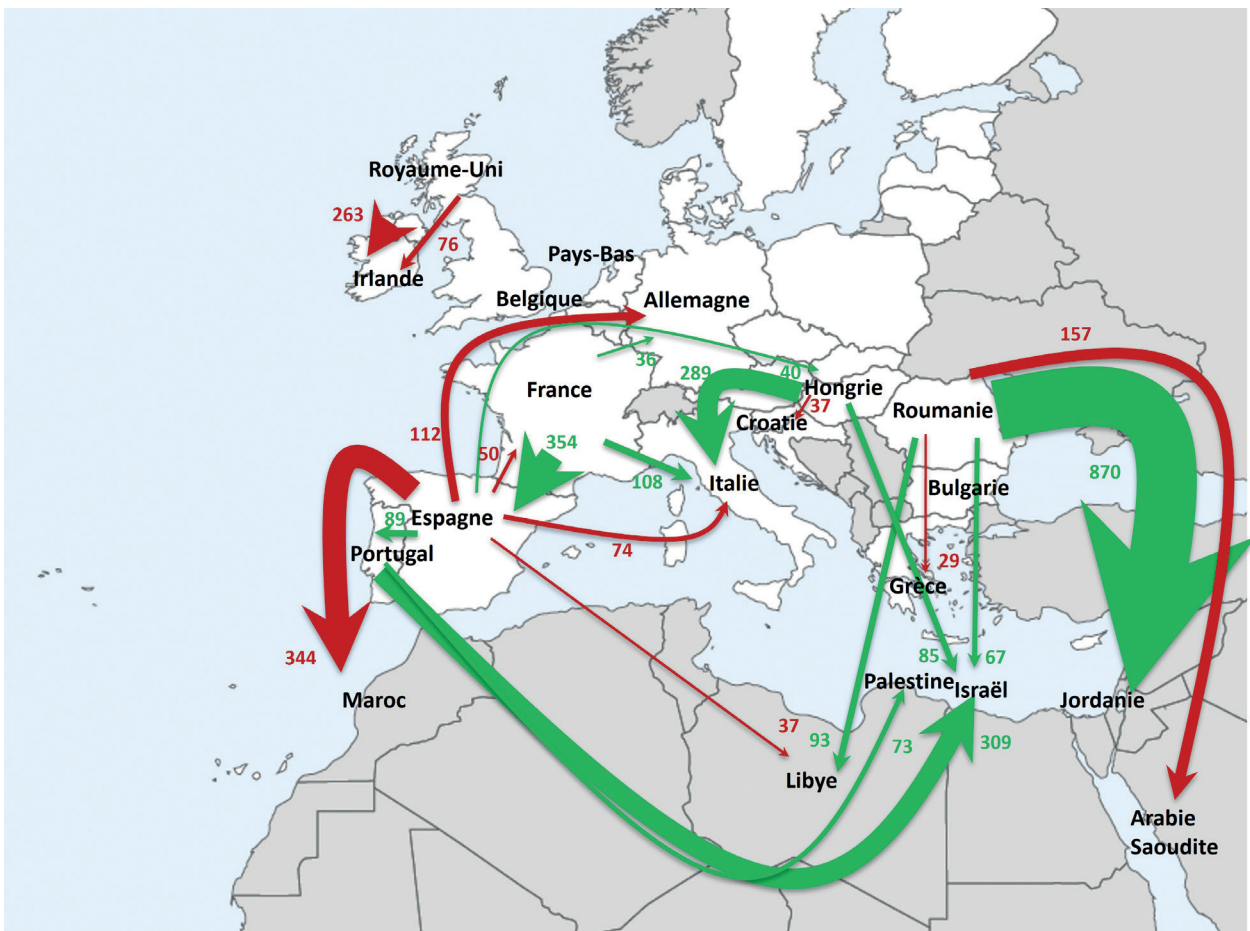 Royaume-Uni
263
76
Irlande
Pays-Bas
Belgique
Allemagne
157
36
289
40
Hongrie
France
37
Roumanie
Croatie
112
50
354
108
Italie
870
Bulgarie
Espagne
89
Portugal
74
29
Grèce
344
Maroc
85
67
Palestine
Israël
Jordanie
37
93
73
309
Libye
Arabie
Saoudite